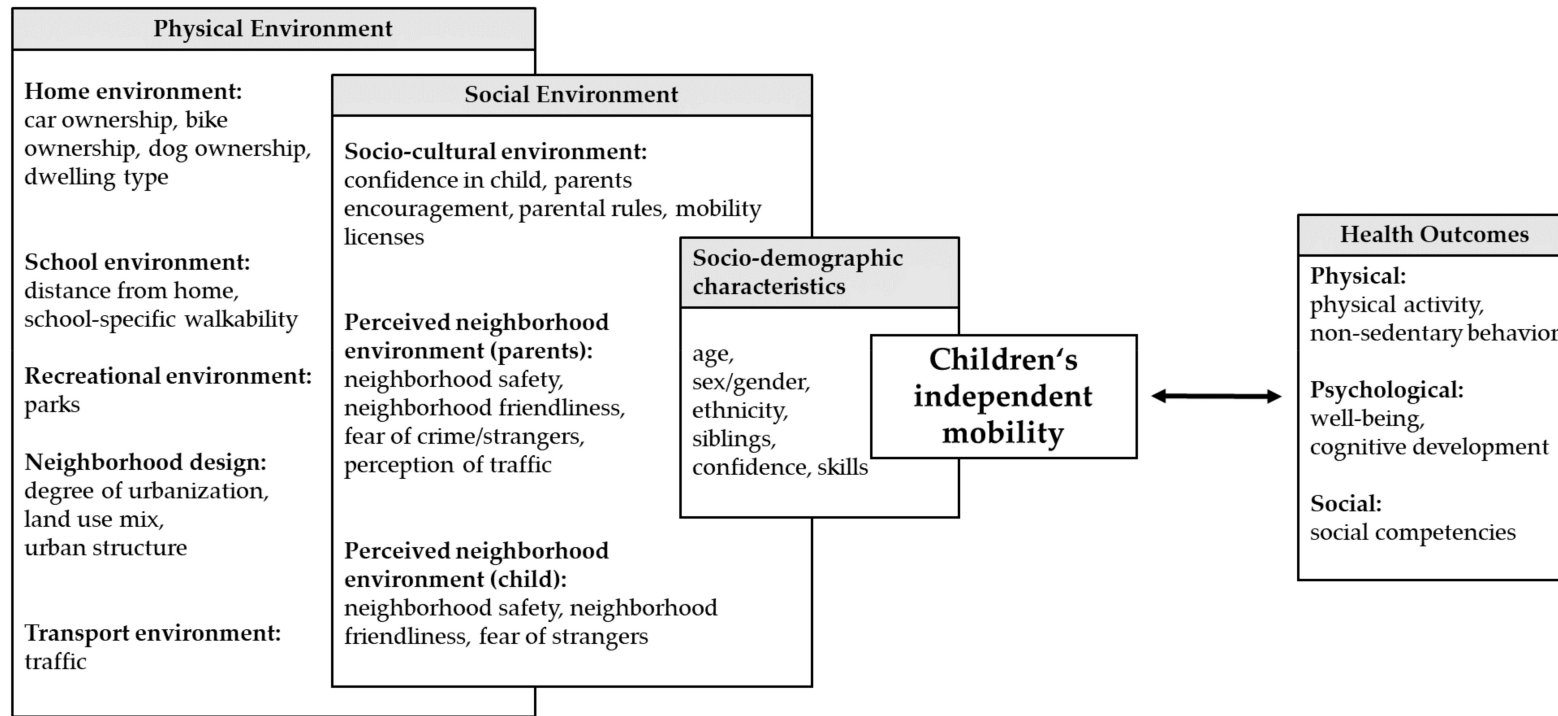 Physical Environment
Home environment:
car ownership, bike
ownership, dog ownership,
dwelling type
School environment:
distance from home,
school-specific walkability
Recreational environment:
parks
Neighborhood design:
degree of urbanization,
land use mix,
urban structure
Transport environment:
traffic
Social Environment
Socio-cultural environment:
confidence in child, parents
encouragement, parental rules, mobility
licenses
Perceived neighborhood
environment (parents):
neighborhood safety,
neighborhood friendliness,
fear of crime/strangers,
perception of traffic
Perceived neighborhood
environment (child):
neighborhood safety, neighborhood
friendliness, fear of strangers
Socio-demographic
characteristics
age,
sex/gender,
ethnicity,
siblings,
confidence, skills
Children‘s
independent
mobility
Health Outcomes
Physical:
physical activity,
non-sedentary behavior
Psychological:
well-being,
cognitive development
Social:
social competencies